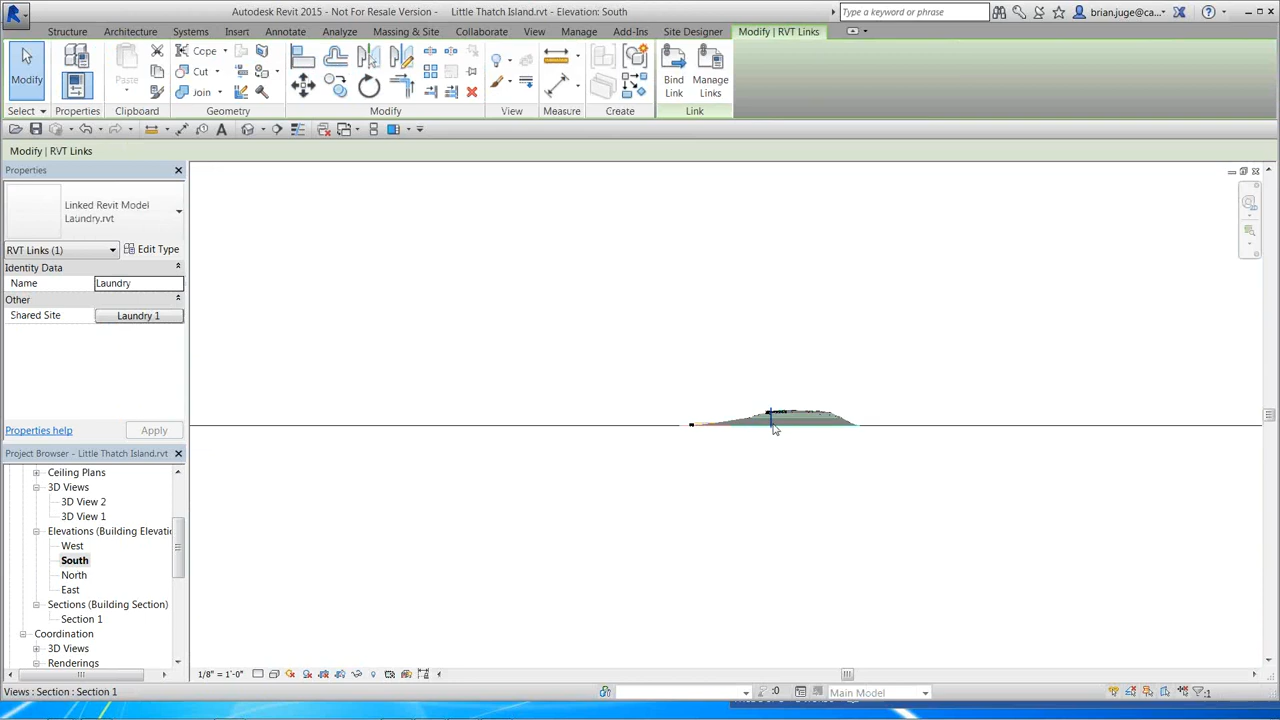 Autodesk Revit 2015 - Not For Resale Version - Little Thatch Island.rvt - Elevation: South
Type a keyword or phrase
brian.juge@ca...
Structure Architecture Systems Insert Annotate Analyze Massing & Site Collaborate View Manage Add-Ins Site Designer Modify | RVT Links
Modify
Paste
Cope
Cut
Join
Bind Link
Manage Links
Select Properties Clipboard Geometry Modify View Measure Create Link
Modify | RVT Links
Properties
Linked Revit Model
Laundry.rvt
RVT Links (1) Edit Type
Identity Data
Name Laundry
Other
Shared Site Laundry 1
Properties help Apply
Project Browser - Little Thatch Island.rvt
Ceiling Plans
3D Views
3D View 2
3D View 1
Elevations (Building Elevatio
West
South
North
East
Sections (Building Section)
Section 1
Coordination
3D Views
Renderings
1/8" = 1'-0"
Views : Section : Section 1
:0
Main Model
:1